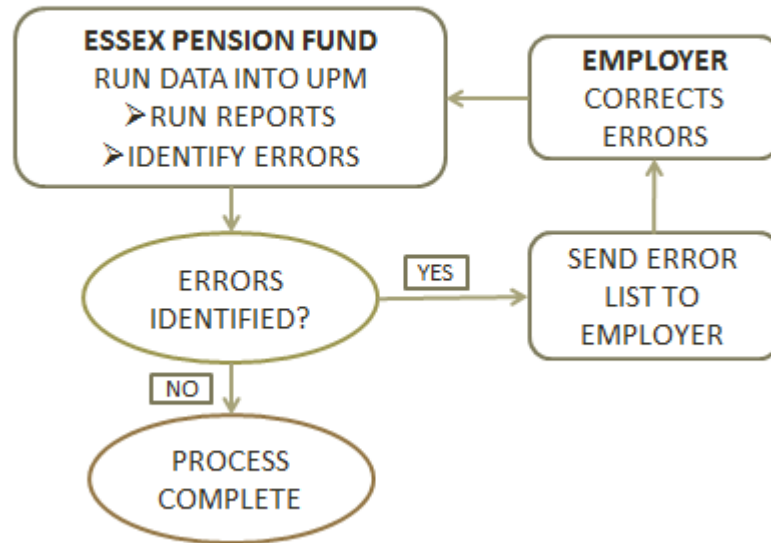 ESSEX PENSION FUND
RUN DATA INTO UPM
➢RUN REPORTS
➢IDENTIFY ERRORS
EMPLOYER
CORRECTS
ERRORS
ERRORS
IDENTIFIED?
YES
SEND ERROR
LIST TO
EMPLOYER
NO
PROCESS
COMPLETE